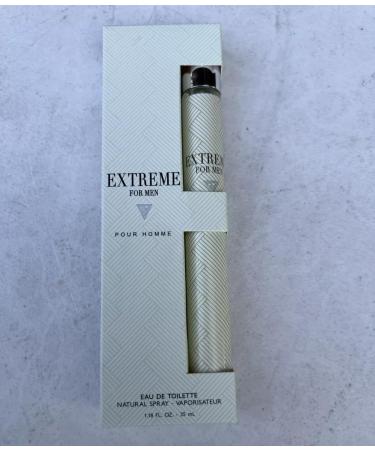 EXTREME
FOR MEN
POUR HOMME
EAU DE TOILETTE
NATURAL SPRAY - VAPORISATEUR
1.18 FL. OZ. - 35 mL
EXTREME
FOR MEN